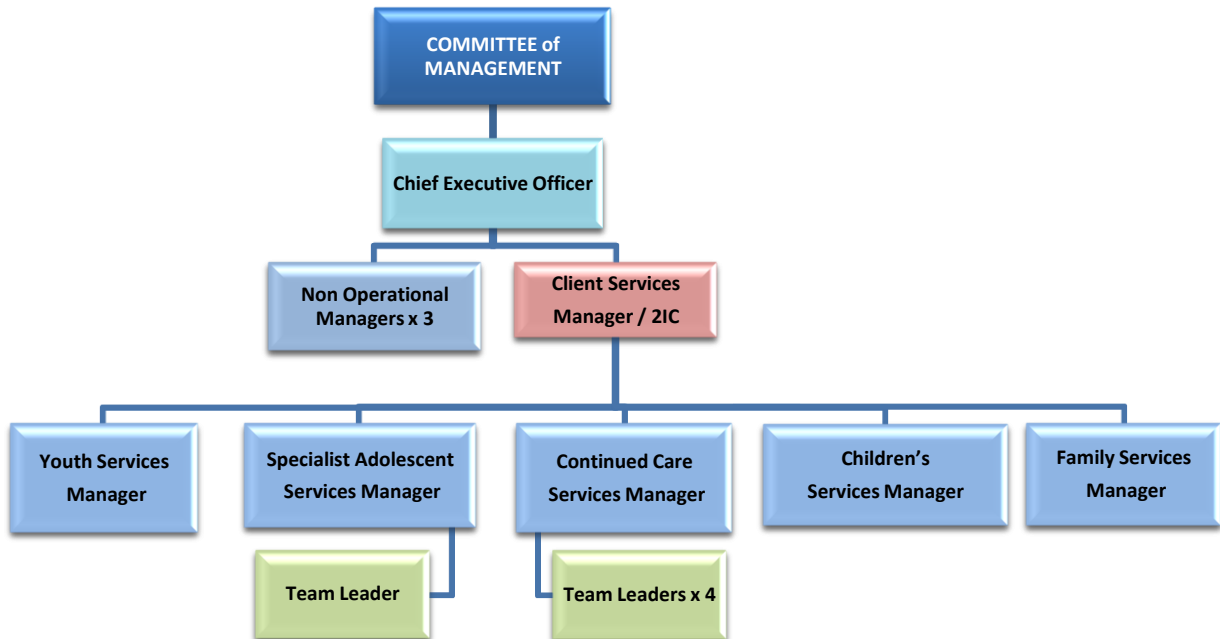 COMMITTEE of
MANAGEMENT
Chief Executive Officer
Non Operational
Managers x 3
Client Services
Manager / 2IC
Youth Services
Manager
Specialist Adolescent
Services Manager
Continued Care
Services Manager
Children’s
Services Manager
Family Services
Manager
Team Leader
Team Leaders x 4